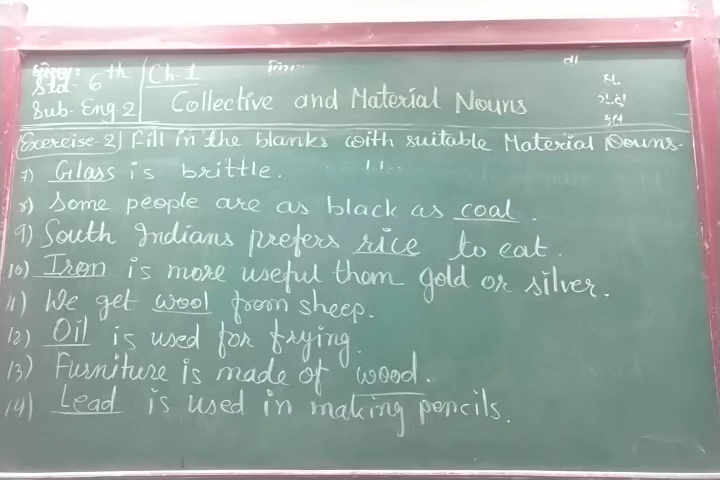 Std- 6th Ch.1
Sub. Eng.2 Collective and Material Nouns
Exercise-2) Fill in the blanks with suitable Material Nouns.
7) Glass is brittle.
8) Some people are as black as coal.
9) South Indians prefers rice to eat.
10) Iron is more useful tham gold or silver.
11) We get wool from sheep.
12) Oil is used for frying.
13) Furniture is made of wood.
14) Lead is used in making pencils.